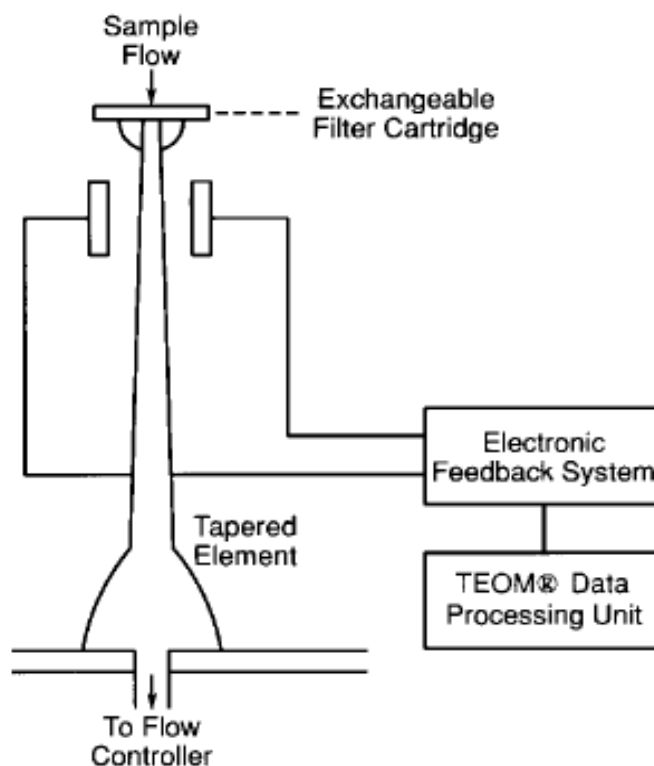 Sample
Flow
Exchangeable
Filter Cartridge
Electronic
Feedback System
Tapered
Element
TEOM® Data
Processing Unit
To Flow
Controller